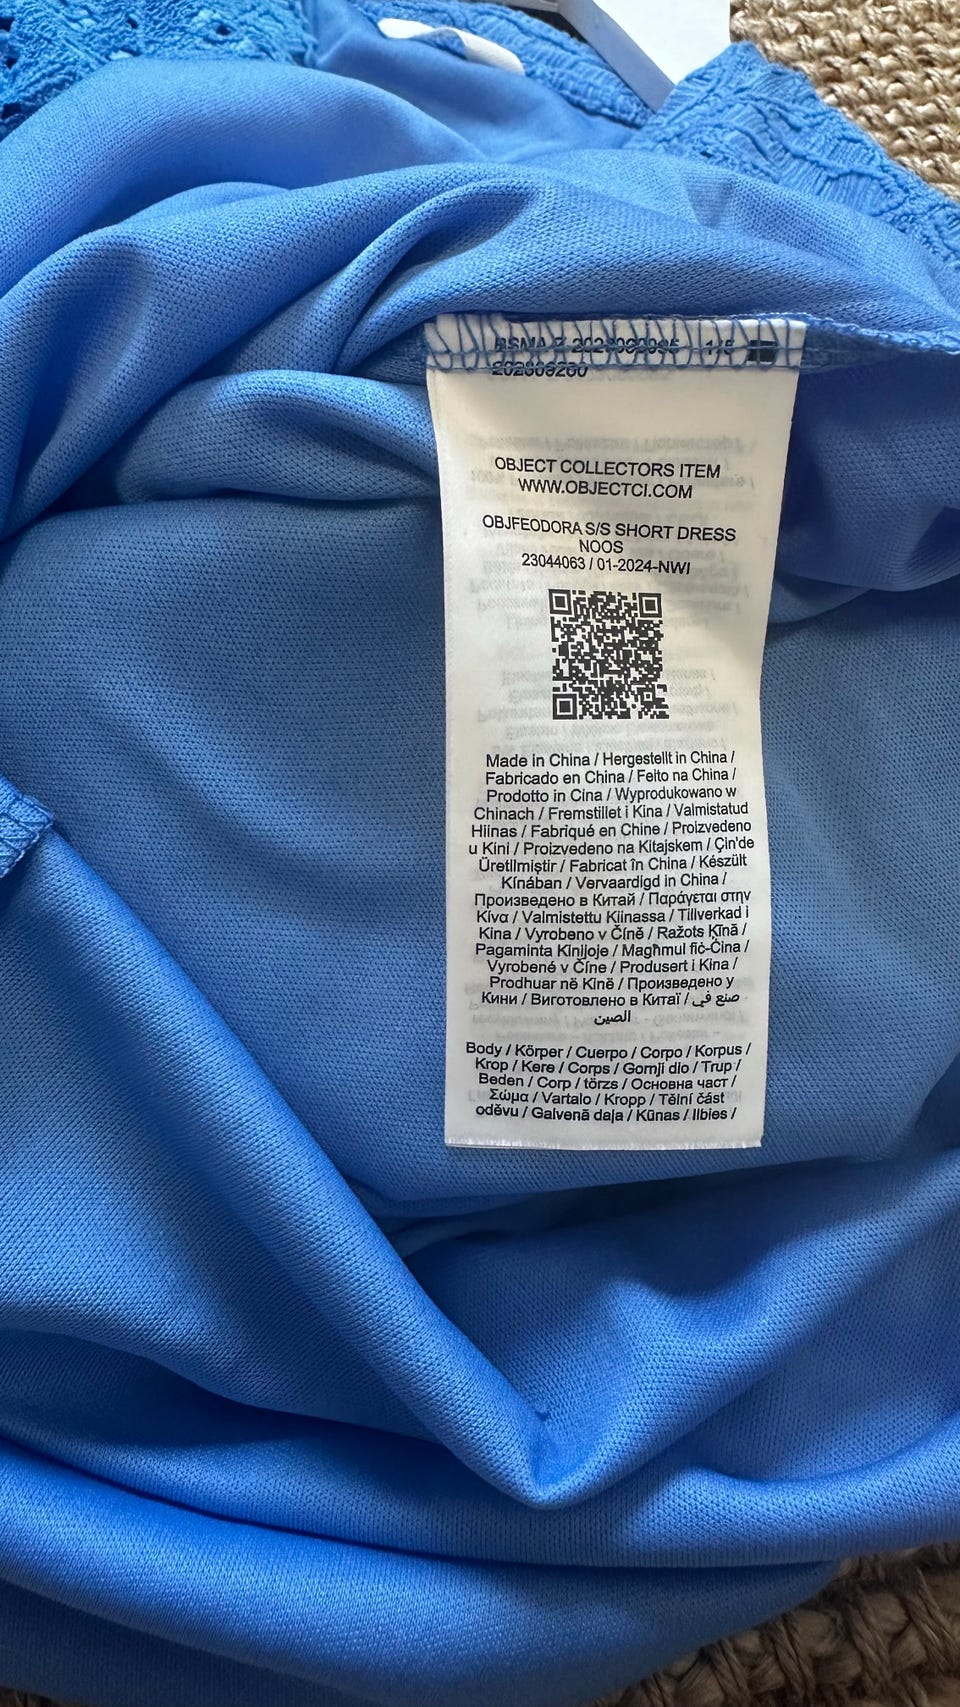 202309260
OBJECT COLLECTORS ITEM
WWW.OBJECTCI.COM
OBJFEODORA S/S SHORT DRESS
NOOS
23044063 / 01-2024-NWI
Made in China / Hergestellt in China /
Fabricado en China / Feito na China /
Prodotto in Cina / Wyprodukowano w
Chinach / Fremstillet i Kina / Valmistatud
Hiinas / Fabriqué en Chine / Proizvedeno
u Kini / Proizvedeno na Kitajskem / Çin'de
Üretilmiştir / Fabricat în China / Készült
Kínában / Vervaardigd in China /
Произведено в Китай / Παράγεται στην
Κίνα / Valmistettu Kiinassa / Tillverkad i
Kina / Vyrobeno v Číně / Ražots Ķīnā /
Pagaminta Kinijoje / Magħmul fiċ-Ċina /
Vyrobené v Číne / Produsert i Kina /
Prodhuar në Kinë / Произведено у
Кини / Виготовлено в Китаї / صنع في
الصين
Body / Körper / Cuerpo / Corpo / Korpus /
Krop / Kere / Corps / Gornji dio / Trup /
Beden / Corp / törzs / Основна част /
Σώμα / Vartalo / Kropp / Tělní část
oděvu / Galvenā daļa / Kūnas / Ilbies /